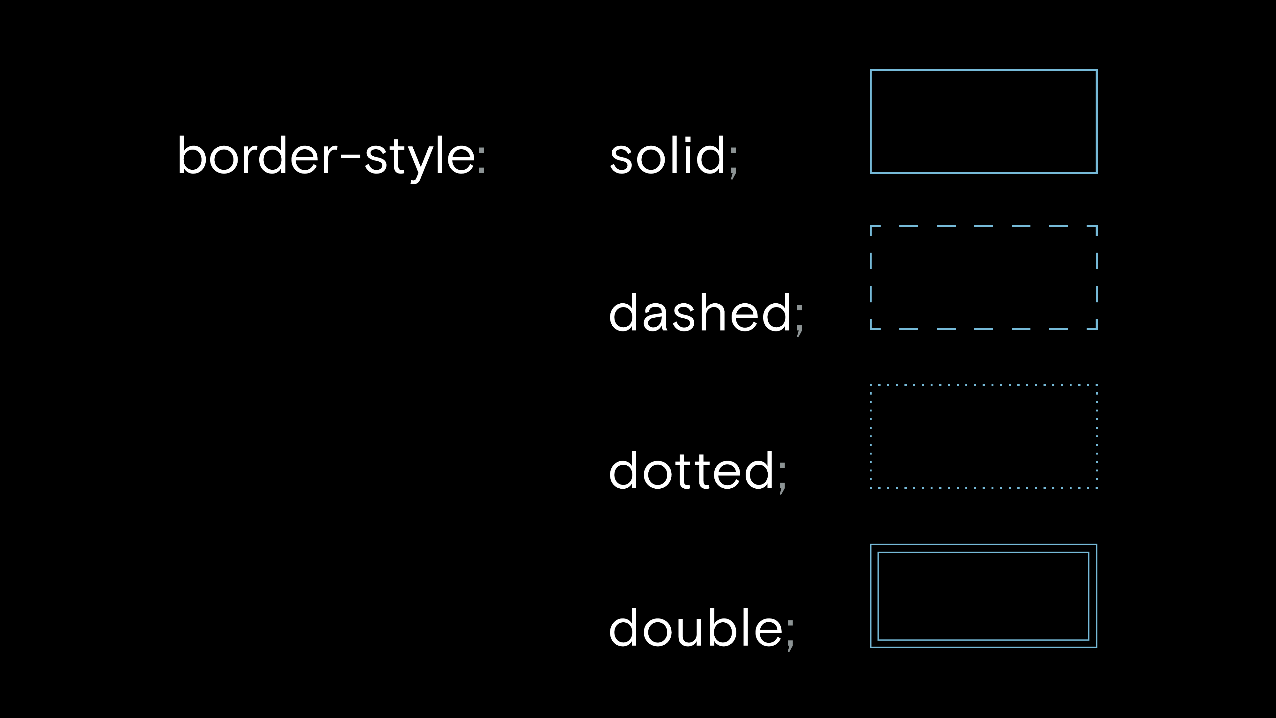 border-style: solid;
dashed;
dotted;
double;